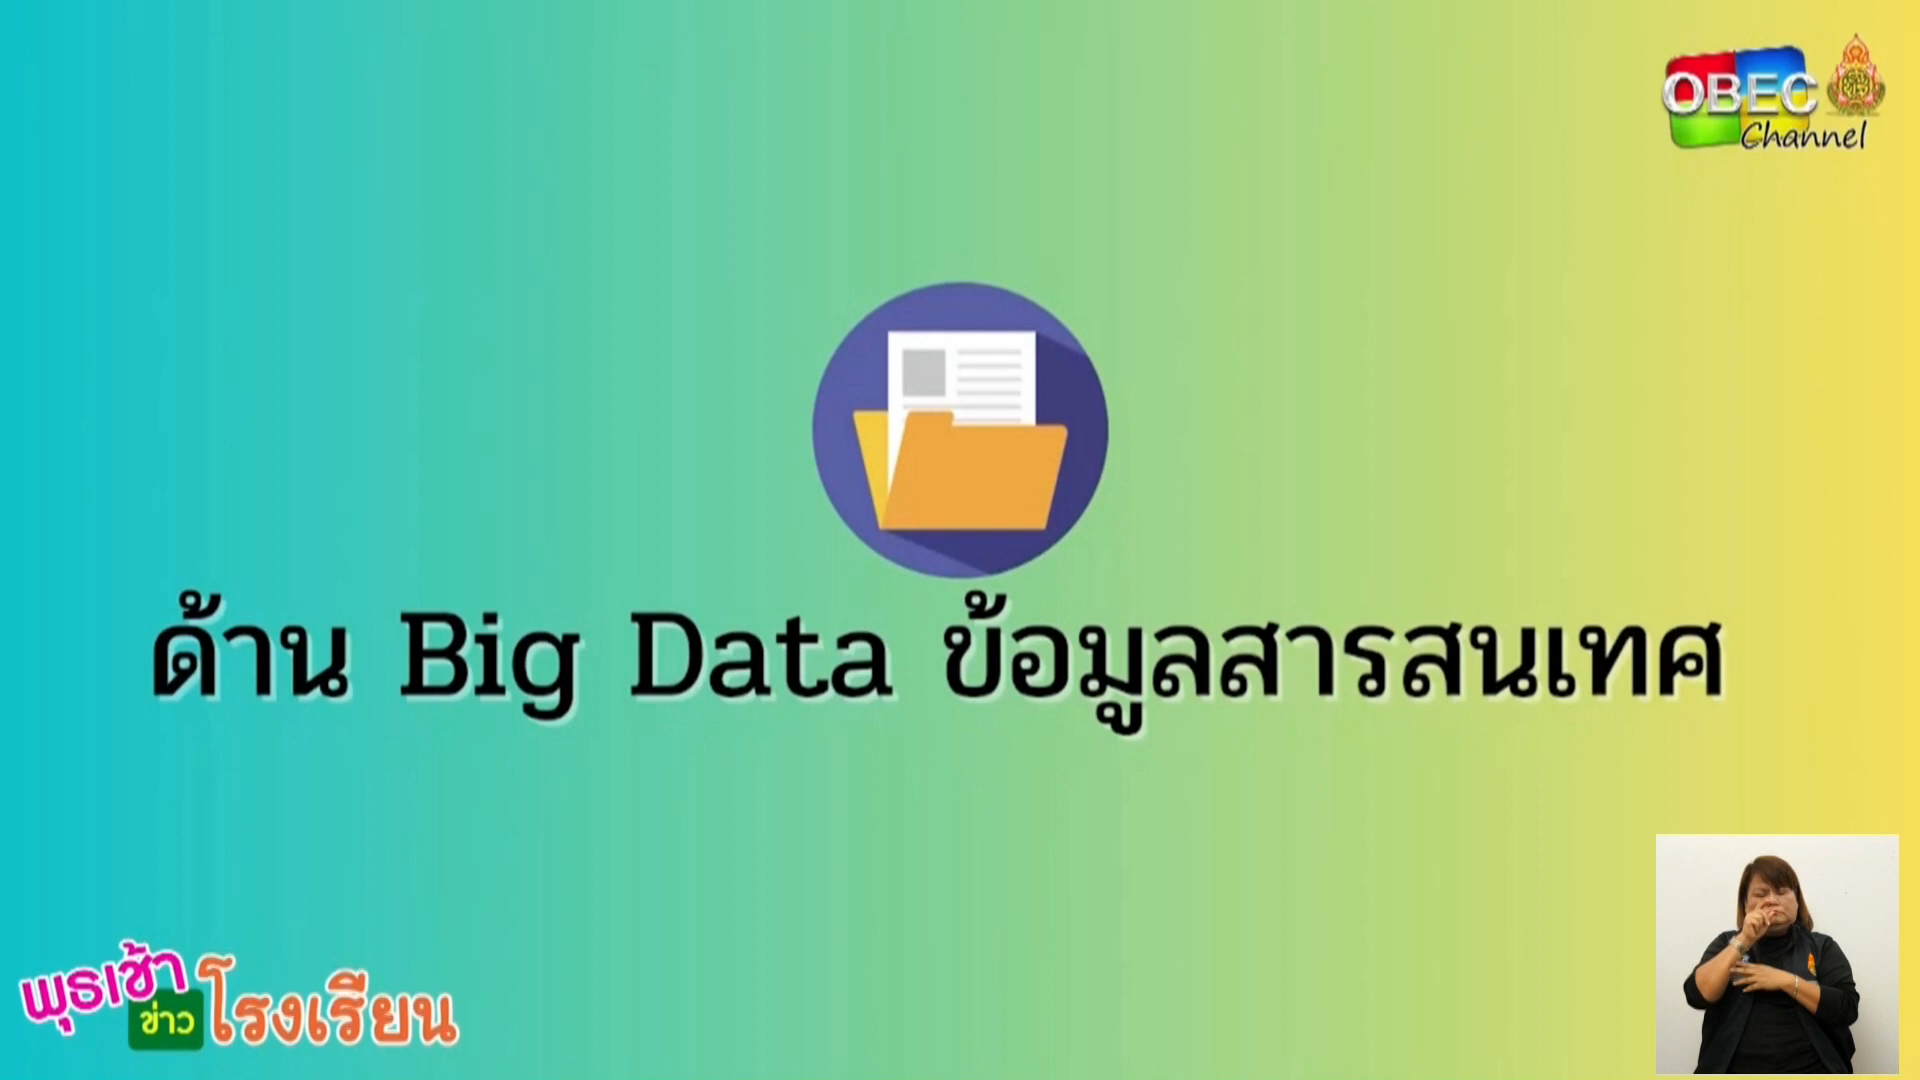 OBEC
Channel
ด้าน Big Data ข้อมูลสารสนเทศ
พุธเช้า
ข่าว
โรงเรียน